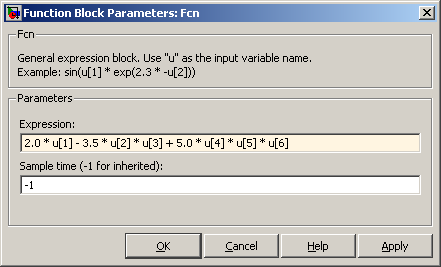 Function Block Parameters: Fcn
Fcn
General expression block. Use "u" as the input variable name.
Example: sin(u[1] * exp(2.3 * -u[2]))
Parameters
Expression:
2.0 * u[1] - 3.5 * u[2] * u[3] + 5.0 * u[4] * u[5] * u[6]
Sample time (-1 for inherited):
-1
OK Cancel Help Apply